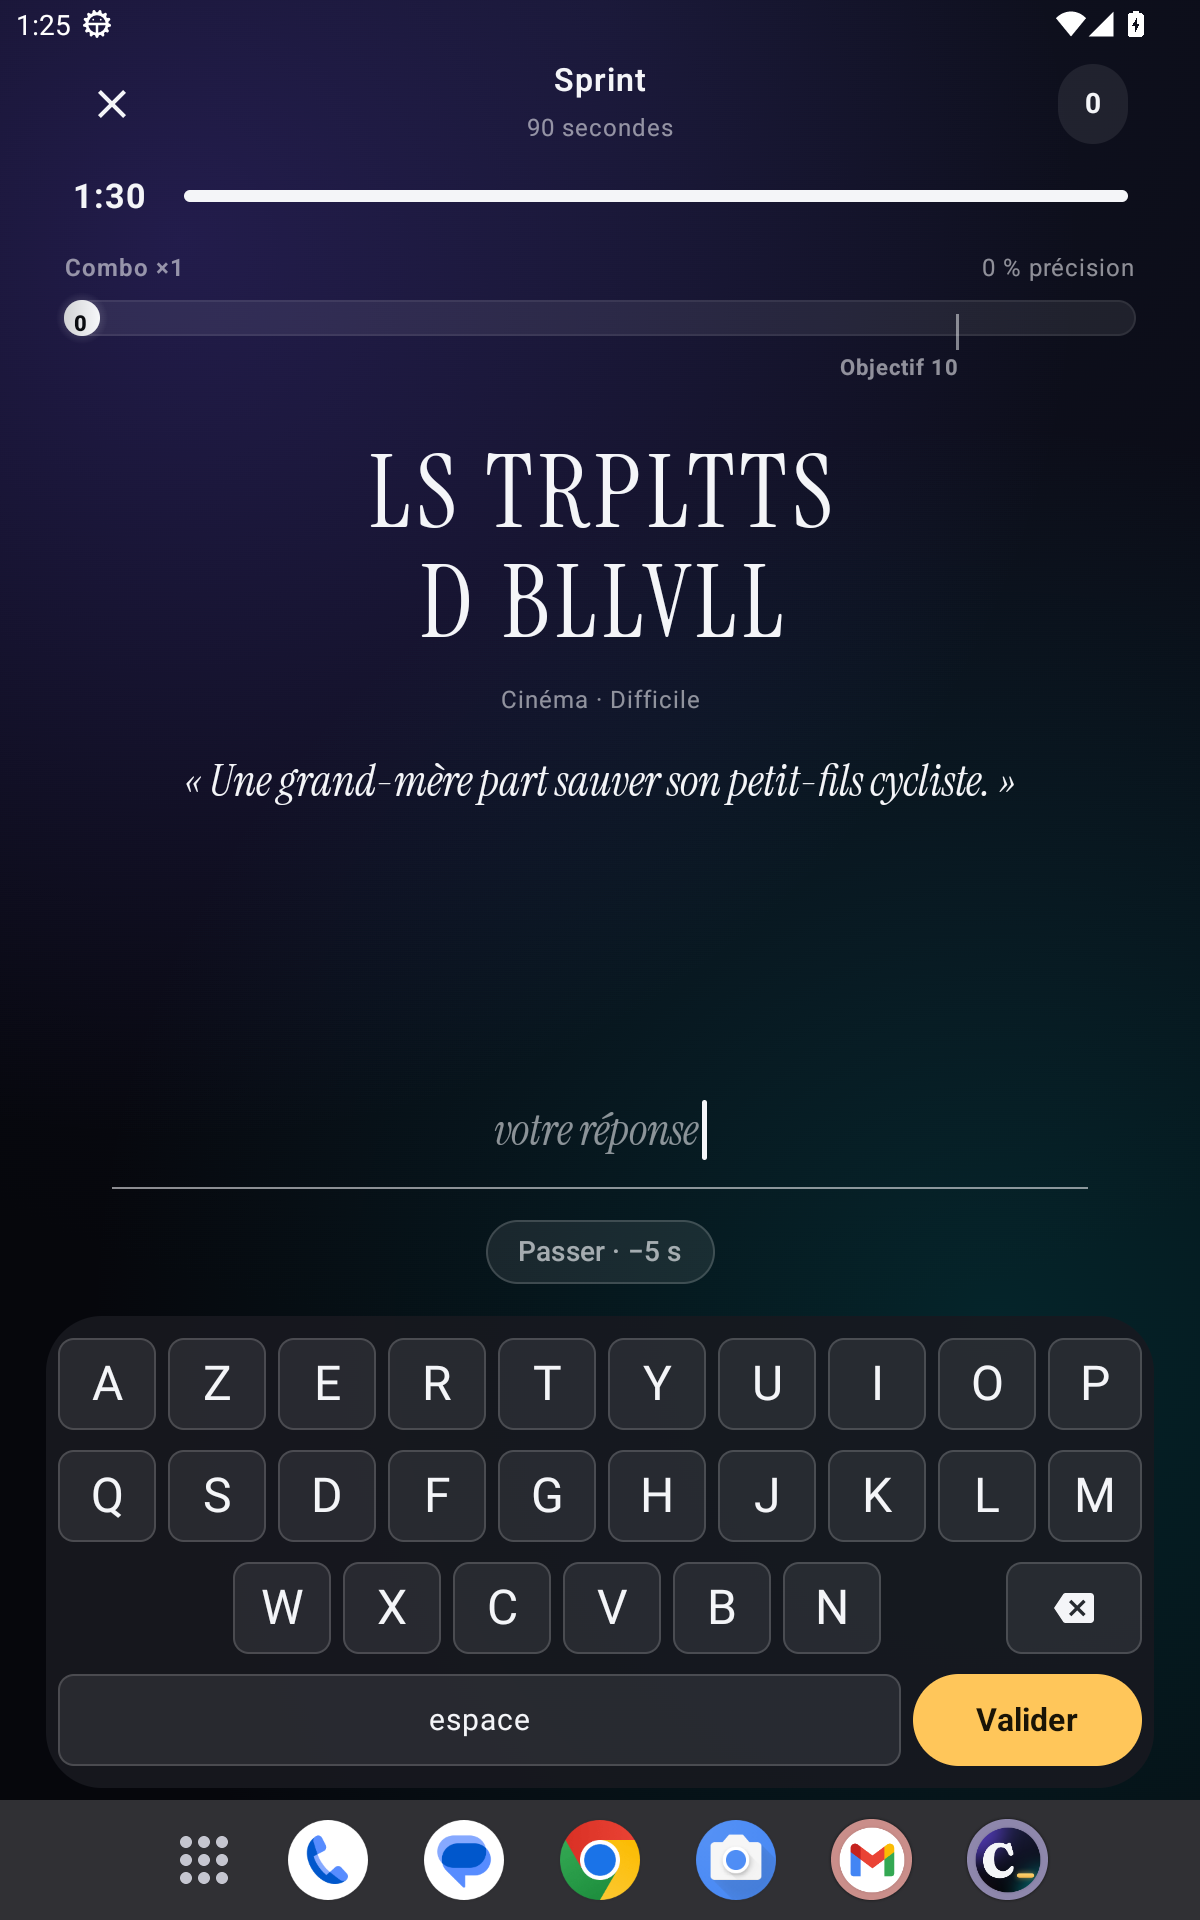 1:25
Sprint
90 secondes
0
1:30
Combo ×1
0 % précision
0
Objectif 10
LS TRPLTTS
D BLLVLL
Cinéma · Difficile
« Une grand-mère part sauver son petit-fils cycliste. »
votre réponse
Passer · −5 s
A Z E R T Y U I O P
Q S D F G H J K L M
W X C V B N
espace
Valider
C_